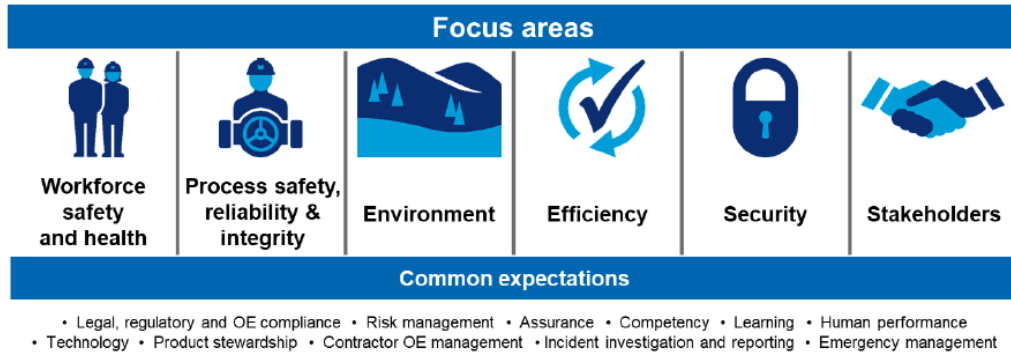 Focus areas
Workforce
safety
and health
Process safety,
reliability &
integrity
Environment
Efficiency
Security
Stakeholders
Common expectations
• Legal, regulatory and OE compliance • Risk management • Assurance • Competency • Learning • Human performance
• Technology • Product stewardship • Contractor OE management • Incident investigation and reporting • Emergency management